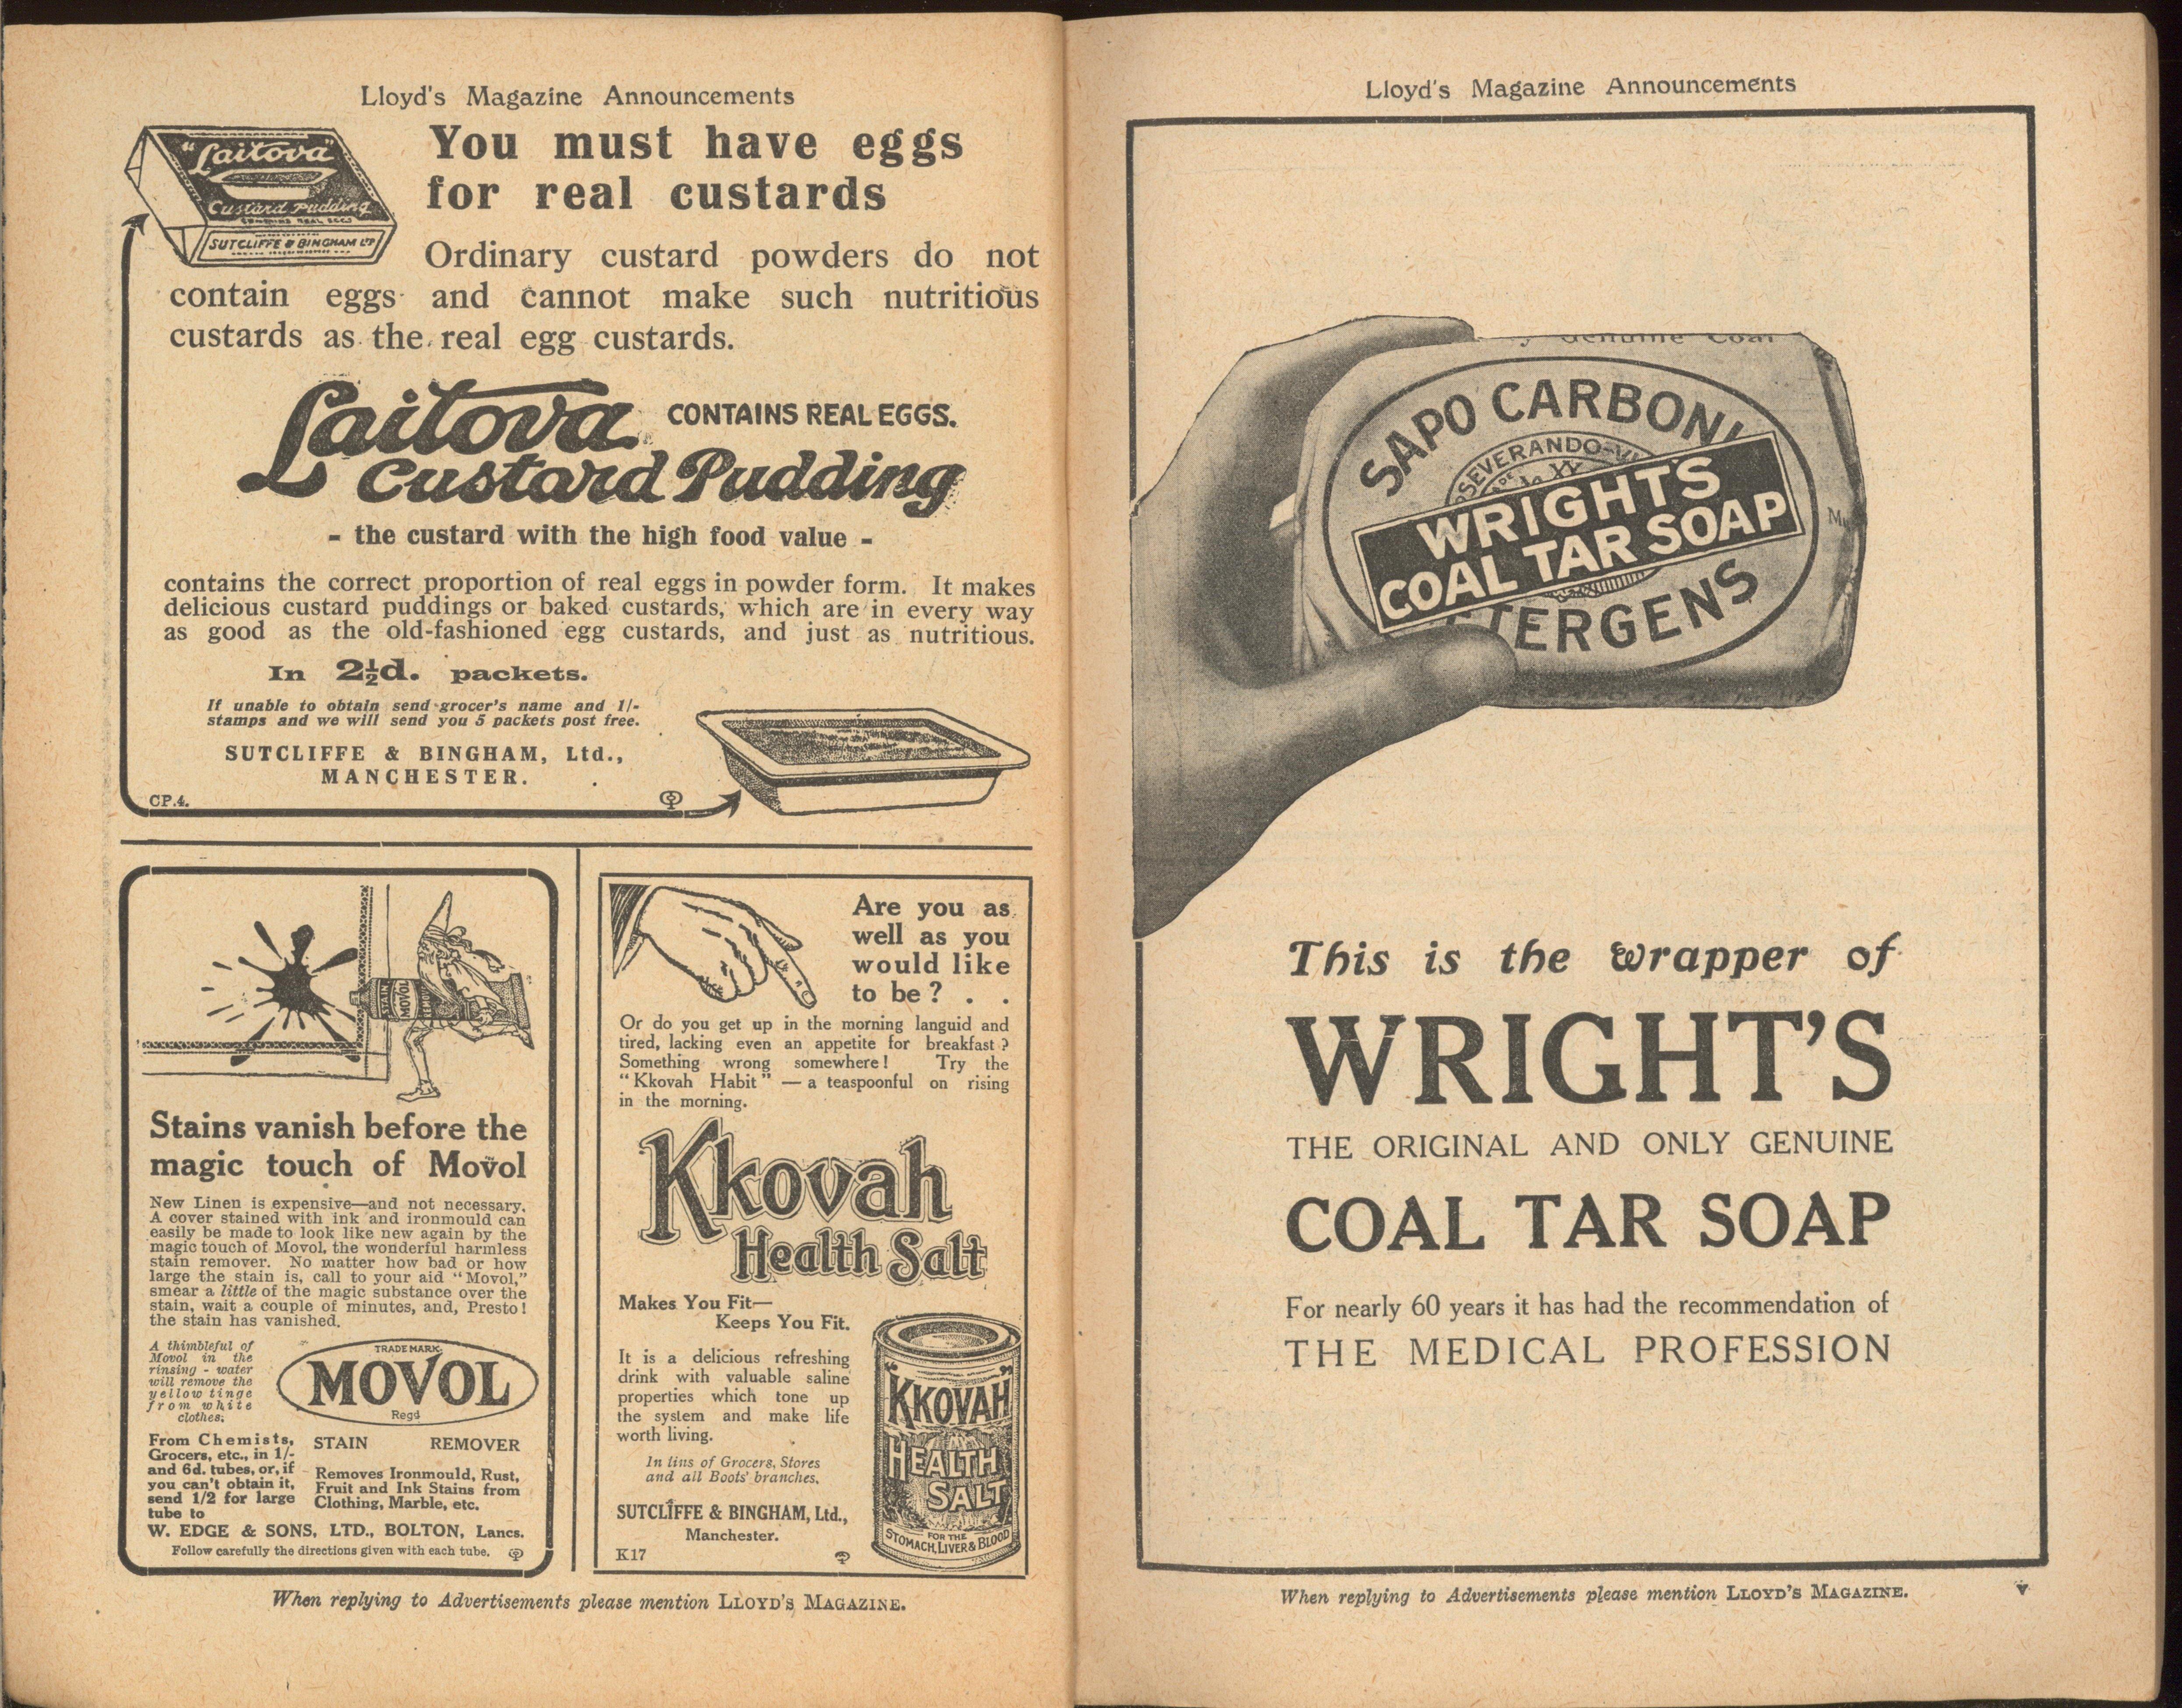 Lloyd's Magazine Announcements
"Laitova"
Custard Pudding
CONTAINS REAL EGGS
SUTCLIFFE & BINGHAM LTD
You must have eggs
for real custards
Ordinary custard powders do not
contain eggs and cannot make such nutritious
custards as the real egg custards.
Laitova CONTAINS REAL EGGS.
Custard Pudding
- the custard with the high food value -
contains the correct proportion of real eggs in powder form. It makes
delicious custard puddings or baked custards, which are in every way
as good as the old-fashioned egg custards, and just as nutritious.
In 2½d. packets.
If unable to obtain send grocer's name and 1/-
stamps and we will send you 5 packets post free.
SUTCLIFFE & BINGHAM, Ltd.,
MANCHESTER.
CP.4.
STAIN
MOVOL
Stains vanish before the
magic touch of Movol
New Linen is expensive—and not necessary.
A cover stained with ink and ironmould can
easily be made to look like new again by the
magic touch of Movol, the wonderful harmless
stain remover. No matter how bad or how
large the stain is, call to your aid "Movol,"
smear a little of the magic substance over the
stain, wait a couple of minutes, and, Presto!
the stain has vanished.
A thimbleful of
Movol in the
rinsing-water
will remove the
yellow tinge
from white
clothes.
TRADE MARK
MOVOL
Regd
STAIN REMOVER
From Chemists,
Grocers, etc., in 1/-
and 6d. tubes, or, if
you can't obtain it,
send 1/2 for large
tube to
Removes Ironmould, Rust,
Fruit and Ink Stains from
Clothing, Marble, etc.
W. EDGE & SONS, LTD., BOLTON, Lancs.
Follow carefully the directions given with each tube.
Are you as
well as you
would like
to be? . .
Or do you get up in the morning languid and
tired, lacking even an appetite for breakfast?
Something wrong somewhere! Try the
"Kkovah Habit" — a teaspoonful on rising
in the morning.
Kkovah
Health Salt
Makes You Fit—
Keeps You Fit.
It is a delicious refreshing
drink with valuable saline
properties which tone up
the system and make life
worth living.
In tins of Grocers, Stores
and all Boots' branches.
SUTCLIFFE & BINGHAM, Ltd.,
Manchester.
K17
"KKOVAH"
HEALTH
SALT
FOR THE
STOMACH, LIVER & BLOOD
When replying to Advertisements please mention LLOYD'S MAGAZINE.
Lloyd's Magazine Announcements
Genuine Coal
SAPO CARBONI
SEVERANDO-VI
WRIGHT'S
COAL TAR SOAP
TERGENS
This is the wrapper of
WRIGHT'S
THE ORIGINAL AND ONLY GENUINE
COAL TAR SOAP
For nearly 60 years it has had the recommendation of
THE MEDICAL PROFESSION
When replying to Advertisements please mention LLOYD'S MAGAZINE.